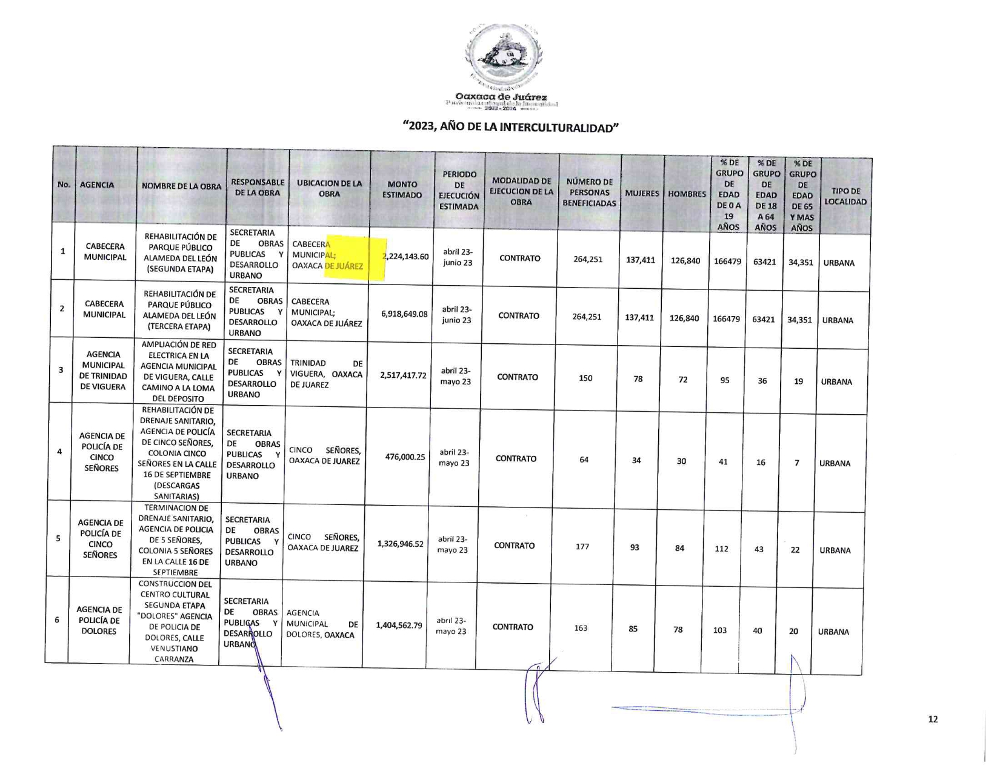 Oaxaca de Juárez
2022-2024
"2023, AÑO DE LA INTERCULTURALIDAD"
No.
AGENCIA
NOMBRE DE LA OBRA
RESPONSABLE
DE LA OBRA
UBICACION DE LA
OBRA
MONTO
ESTIMADO
PERIODO
DE
EJECUCIÓN
ESTIMADA
MODALIDAD DE
EJECUCION DE LA
OBRA
NÚMERO DE
PERSONAS
BENEFICIADAS
MUJERES
HOMBRES
% DE
GRUPO
DE
EDAD
DE 0 A
19
AÑOS
% DE
GRUPO
DE
EDAD
DE 18
A 64
AÑOS
% DE
GRUPO
DE
EDAD
DE 65
Y MAS
AÑOS
TIPO DE
LOCALIDAD
1
CABECERA
MUNICIPAL
REHABILITACIÓN DE
PARQUE PÚBLICO
ALAMEDA DEL LEÓN
(SEGUNDA ETAPA)
SECRETARIA
DE OBRAS
PUBLICAS Y
DESARROLLO
URBANO
CABECERA
MUNICIPAL;
OAXACA DE JUÁREZ
2,224,143.60
abril 23-
junio 23
CONTRATO
264,251
137,411
126,840
166479
63421
34,351
URBANA
2
CABECERA
MUNICIPAL
REHABILITACIÓN DE
PARQUE PÚBLICO
ALAMEDA DEL LEÓN
(TERCERA ETAPA)
SECRETARIA
DE OBRAS
PUBLICAS Y
DESARROLLO
URBANO
CABECERA
MUNICIPAL;
OAXACA DE JUÁREZ
6,918,649.08
abril 23-
junio 23
CONTRATO
264,251
137,411
126,840
166479
63421
34,351
URBANA
3
AGENCIA
MUNICIPAL
DE TRINIDAD
DE VIGUERA
AMPLIACIÓN DE RED
ELECTRICA EN LA
AGENCIA MUNICIPAL
DE VIGUERA, CALLE
CAMINO A LA LOMA
DEL DEPOSITO
SECRETARIA
DE OBRAS
PUBLICAS Y
DESARROLLO
URBANO
TRINIDAD DE
VIGUERA, OAXACA
DE JUAREZ
2,517,417.72
abril 23-
mayo 23
CONTRATO
150
78
72
95
36
19
URBANA
4
AGENCIA DE
POLICÍA DE
CINCO
SEÑORES
REHABILITACIÓN DE
DRENAJE SANITARIO,
AGENCIA DE POLICÍA
DE CINCO SEÑORES,
COLONIA CINCO
SEÑORES EN LA CALLE
16 DE SEPTIEMBRE
(DESCARGAS
SANITARIAS)
SECRETARIA
DE OBRAS
PUBLICAS Y
DESARROLLO
URBANO
CINCO SEÑORES,
OAXACA DE JUAREZ
476,000.25
abril 23-
mayo 23
CONTRATO
64
34
30
41
16
7
URBANA
5
AGENCIA DE
POLICÍA DE
CINCO
SEÑORES
TERMINACION DE
DRENAJE SANITARIO,
AGENCIA DE POLICIA
DE 5 SEÑORES,
COLONIA 5 SEÑORES
EN LA CALLE 16 DE
SEPTIEMBRE
SECRETARIA
DE OBRAS
PUBLICAS Y
DESARROLLO
URBANO
CINCO SEÑORES,
OAXACA DE JUAREZ
1,326,946.52
abril 23-
mayo 23
CONTRATO
177
93
84
112
43
22
URBANA
6
AGENCIA DE
POLICÍA DE
DOLORES
CONSTRUCCION DEL
CENTRO CULTURAL
SEGUNDA ETAPA
"DOLORES" AGENCIA
DE POLICIA DE
DOLORES, CALLE
VENUSTIANO
CARRANZA
SECRETARIA
DE OBRAS
PUBLICAS Y
DESARROLLO
URBANO
AGENCIA
MUNICIPAL DE
DOLORES, OAXACA
1,404,562.79
abril 23-
mayo 23
CONTRATO
163
85
78
103
40
20
URBANA
12